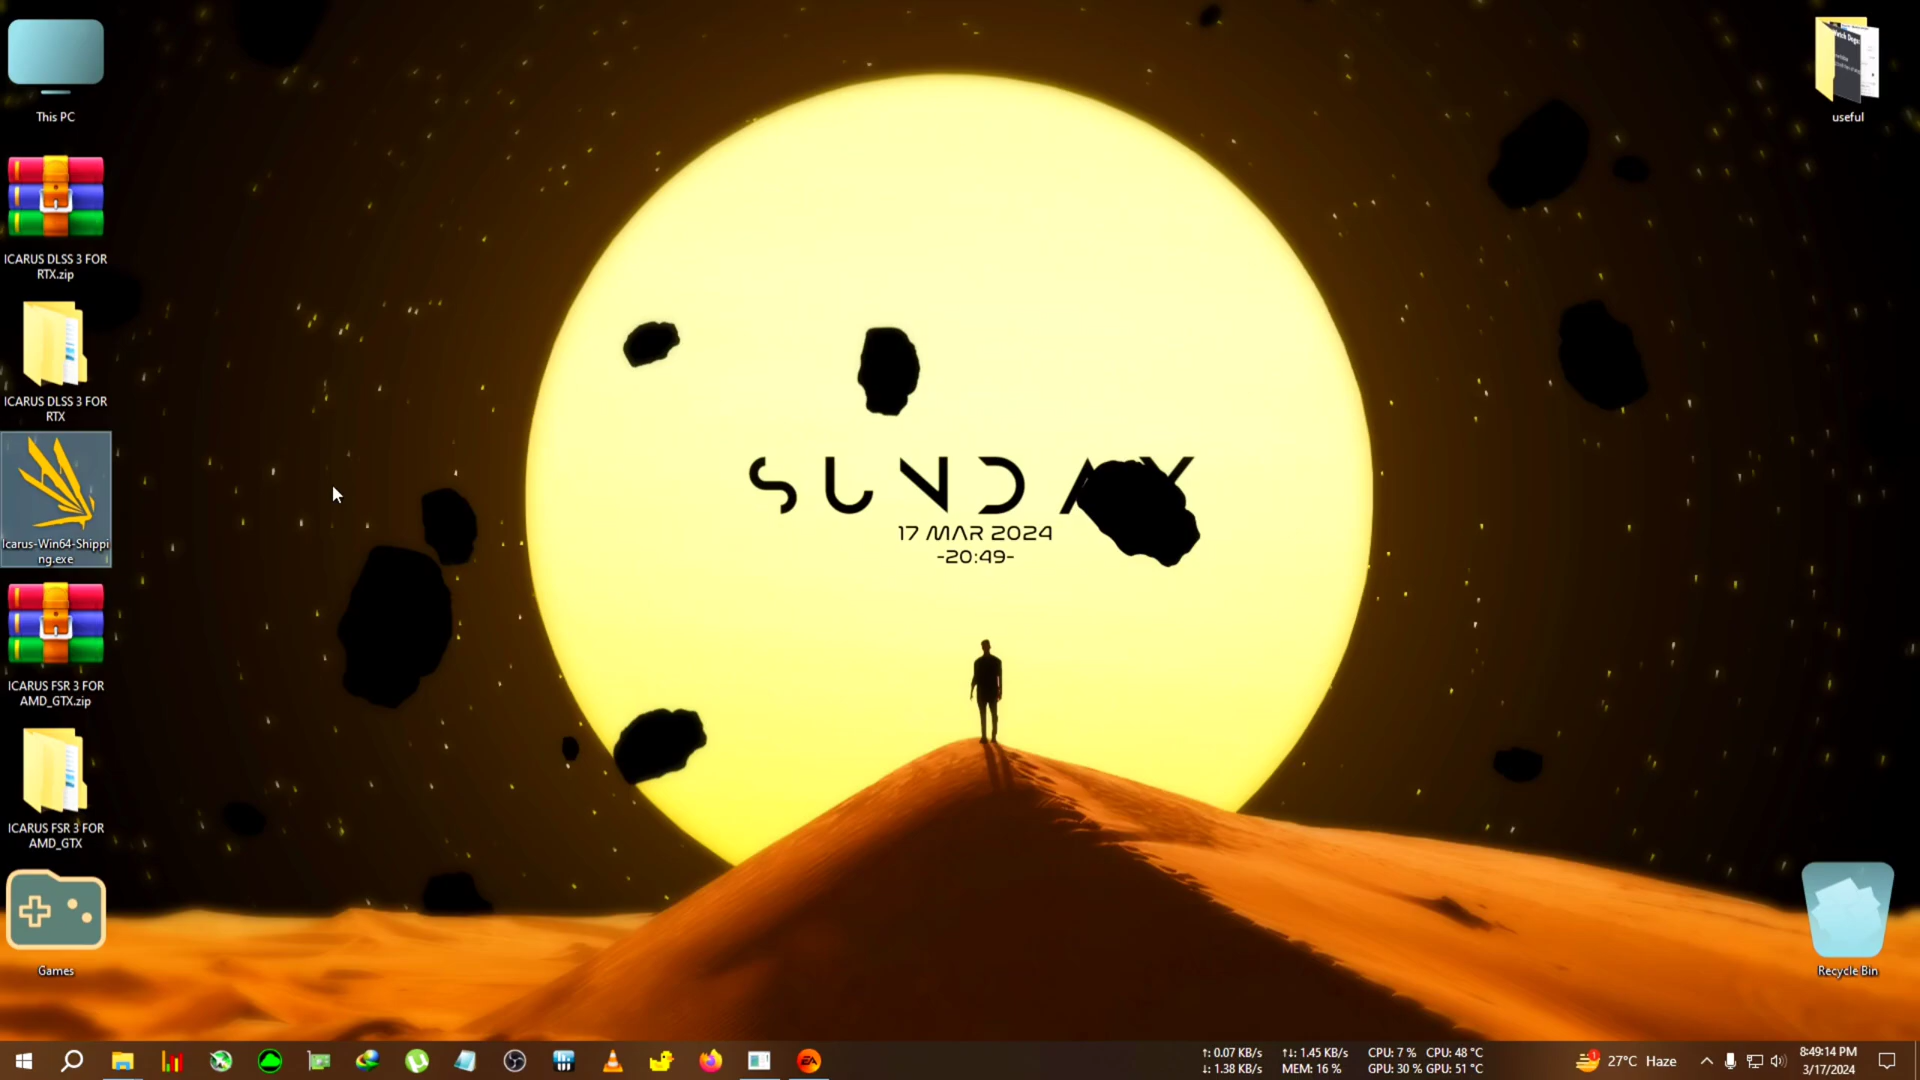 This PC
ICARUS DLSS 3 FOR
RTX.zip
ICARUS DLSS 3 FOR
RTX
Icarus-Win64-Shippi
ng.exe
ICARUS FSR 3 FOR
AMD_GTX.zip
ICARUS FSR 3 FOR
AMD_GTX
Games
SUNDAY
17 MAR 2024
-20:49-
useful
Recycle Bin
EA
↑: 0.07 KB/s
↓: 1.38 KB/s
↑↓: 1.45 KB/s
MEM: 16 %
CPU: 7 % CPU: 48 °C
GPU: 30 % GPU: 51 °C
1
27°C Haze
8:49:14 PM
3/17/2024